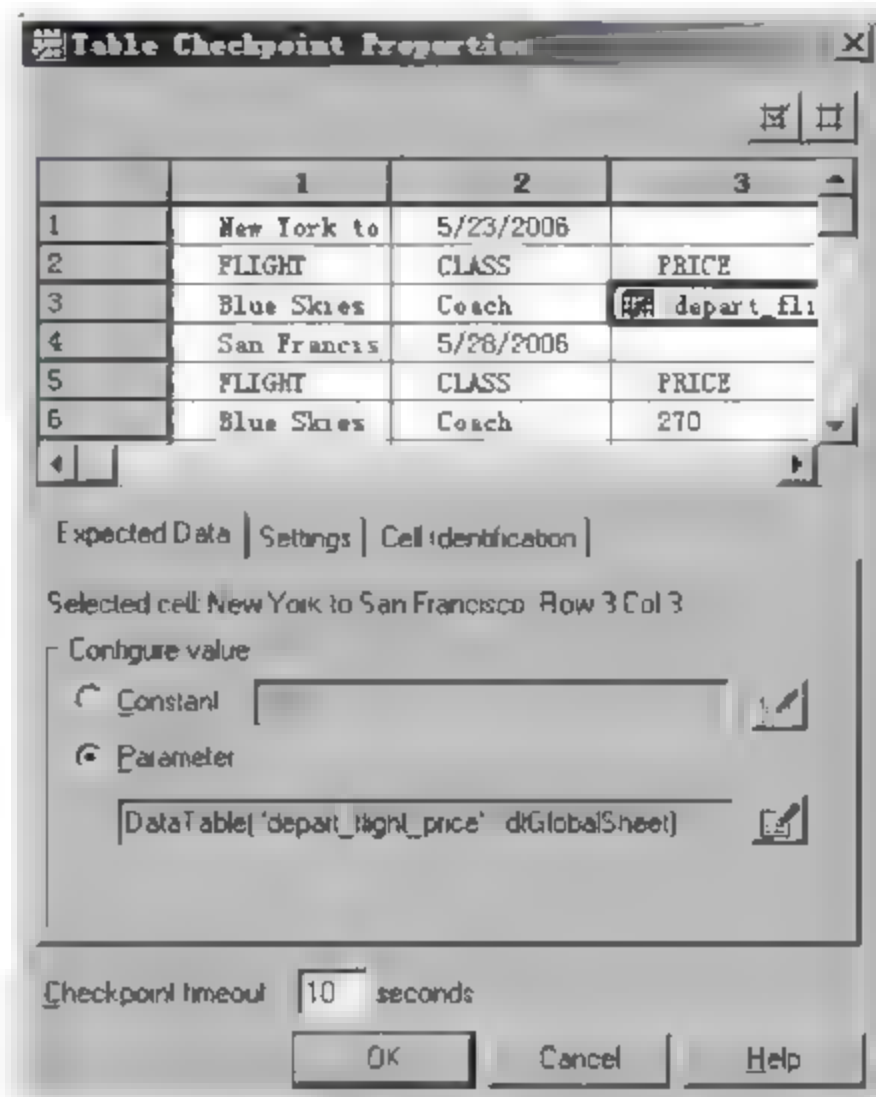 Table Checkpoint Properties
1 2 3
1 New York to 5/23/2006
2 FLIGHT CLASS PRICE
3 Blue Skies Coach depart_fli
4 San Francis 5/28/2006
5 FLIGHT CLASS PRICE
6 Blue Skies Coach 270
Expected Data Settings Cell Identification
Selected cell: New York to San Francisco Row 3 Col 3
Configure value
Constant
Parameter
DataTable("depart_flight_price" dtGlobalSheet)
Checkpoint timeout 10 seconds
OK Cancel Help